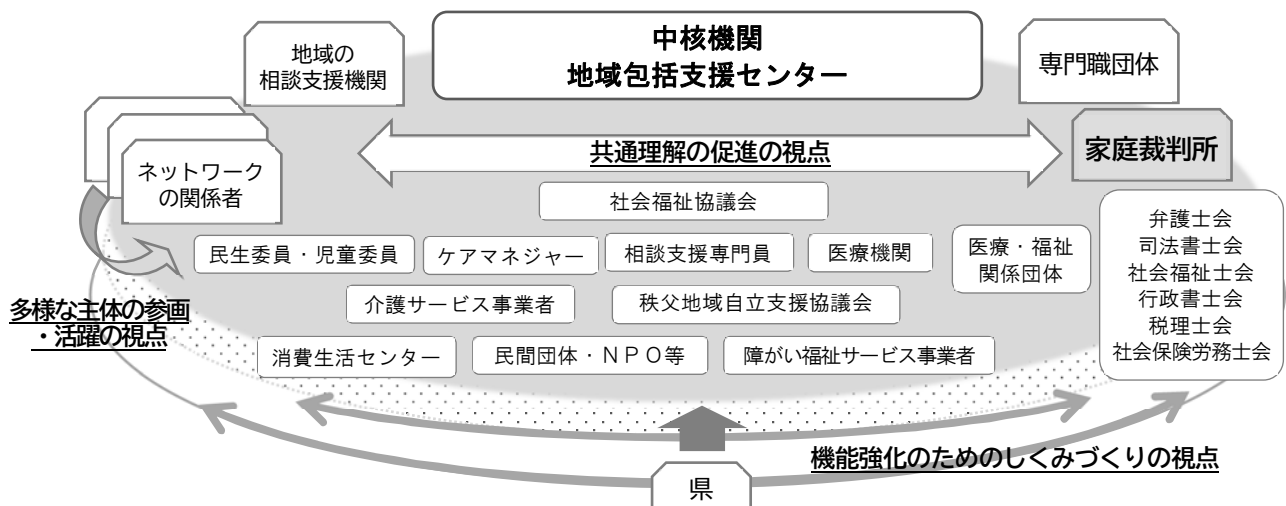 中核機関
地域包括支援センター
地域の
相談支援機関
専門職団体
ネットワーク
の関係者
共通理解の促進の視点
家庭裁判所
社会福祉協議会
民生委員・児童委員
ケアマネジャー
相談支援専門員
医療機関
医療・福祉
関係団体
弁護士会
司法書士会
社会福祉士会
行政書士会
税理士会
社会保険労務士会
介護サービス事業者
秩父地域自立支援協議会
多様な主体の参画
・活躍の視点
消費生活センター
民間団体・ＮＰＯ等
障がい福祉サービス事業者
機能強化のためのしくみづくりの視点
県